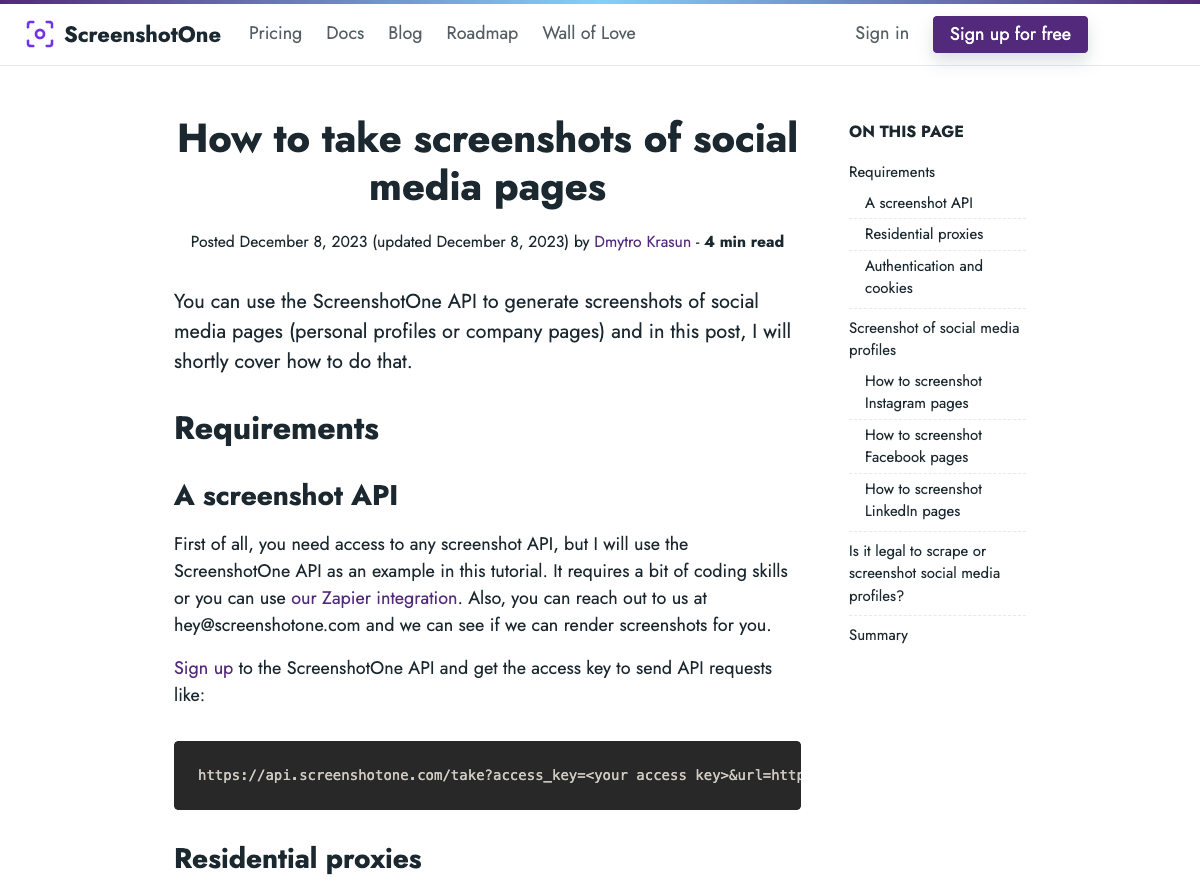 ScreenshotOne
Pricing
Docs
Blog
Roadmap
Wall of Love
Sign in
Sign up for free
How to take screenshots of social
media pages
Posted December 8, 2023 (updated December 8, 2023) by Dmytro Krasun - 4 min read
You can use the ScreenshotOne API to generate screenshots of social
media pages (personal profiles or company pages) and in this post, I will
shortly cover how to do that.
Requirements
A screenshot API
First of all, you need access to any screenshot API, but I will use the
ScreenshotOne API as an example in this tutorial. It requires a bit of coding skills
or you can use our Zapier integration. Also, you can reach out to us at
hey@screenshotone.com and we can see if we can render screenshots for you.
Sign up to the ScreenshotOne API and get the access key to send API requests
like:
https://api.screenshotone.com/take?access_key=<your access key>&url=http
Residential proxies
ON THIS PAGE
Requirements
A screenshot API
Residential proxies
Authentication and
cookies
Screenshot of social media
profiles
How to screenshot
Instagram pages
How to screenshot
Facebook pages
How to screenshot
LinkedIn pages
Is it legal to scrape or
screenshot social media
profiles?
Summary